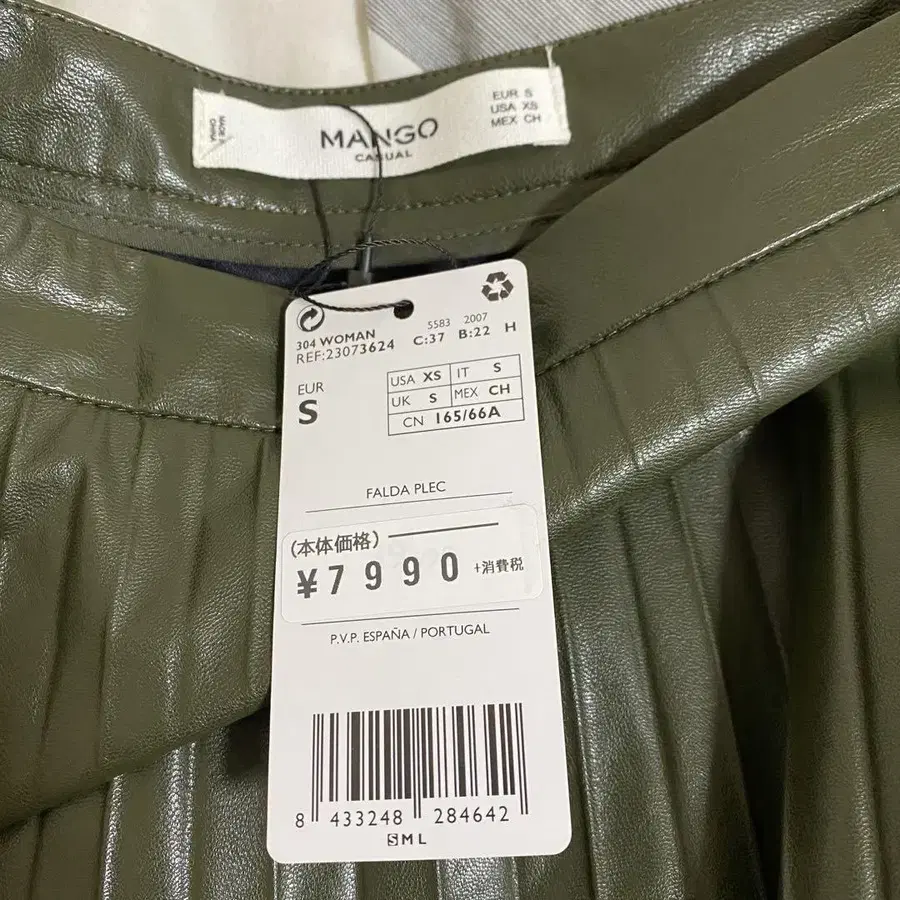 MADE IN
CHINA
MANGO
CASUAL
EUR S
USA XS
MEX CH
304 WOMAN
REF:23073624
5583 2007
C:37 B:22 H
EUR
S
USA XS IT S
UK S MEX CH
CN 165/66A
FALDA PLEC
(本体価格)
¥7990 +消費税
P.V.P. ESPAÑA / PORTUGAL
8 433248 284642
S M L